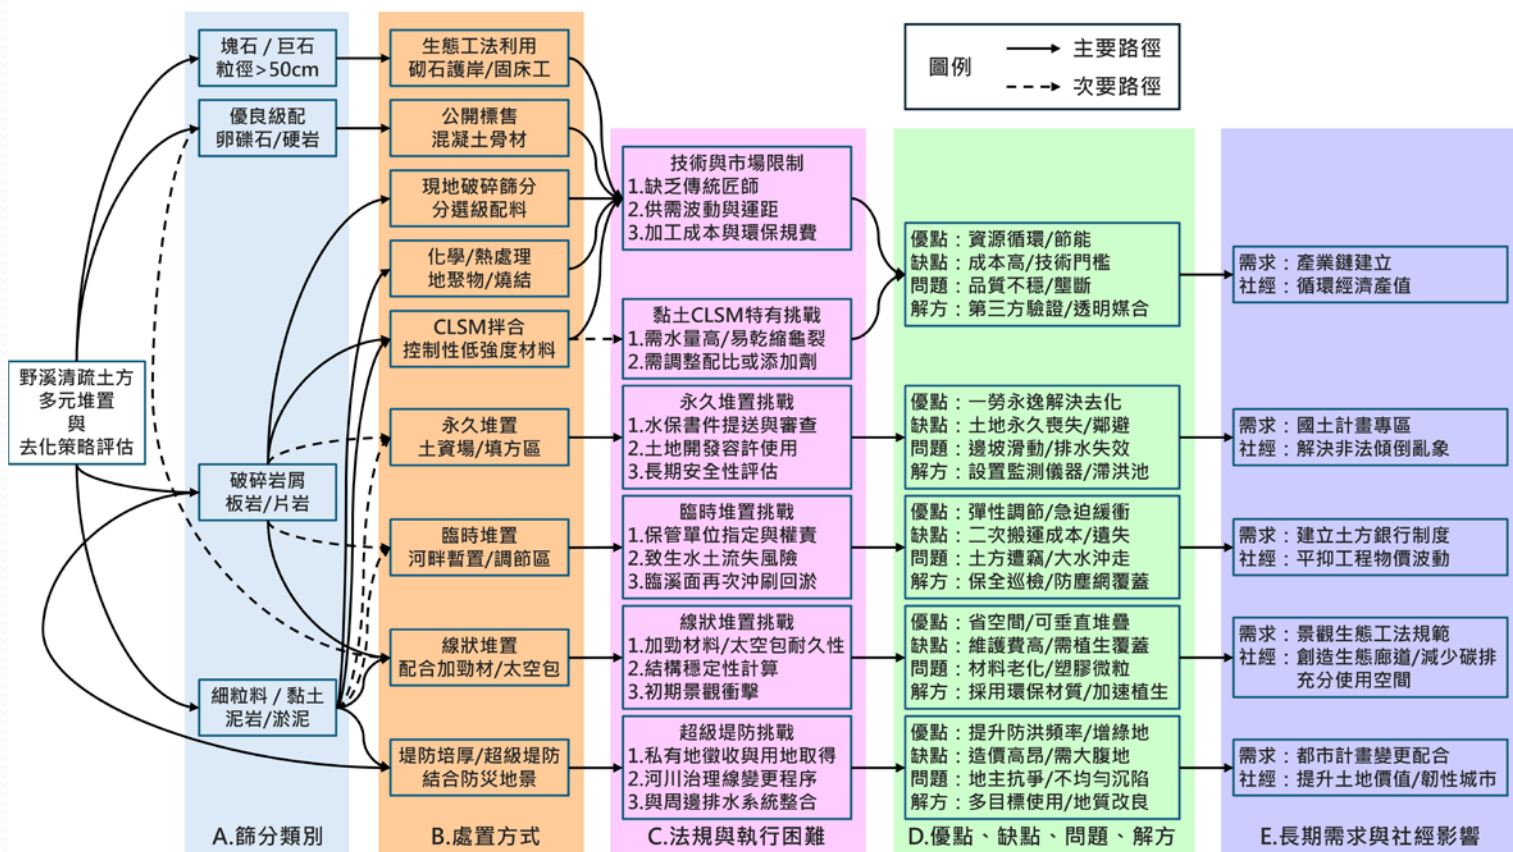 圖例
主要路徑
次要路徑
野溪清疏土方
多元堆置
與
去化策略評估
塊石 / 巨石
粒徑>50cm
優良級配
卵礫石/硬岩
破碎岩屑
板岩/片岩
細粒料 / 黏土
泥岩/淤泥
A.篩分類別
生態工法利用
砌石護岸/固床工
公開標售
混凝土骨材
現地破碎篩分
分選級配料
化學/熱處理
地聚物/燒結
CLSM拌合
控制性低強度材料
永久堆置
土資場/填方區
臨時堆置
河畔暫置/調節區
線狀堆置
配合加勁材/太空包
堤防培厚/超級堤防
結合防災地景
B.處置方式
技術與市場限制
1.缺乏傳統匠師
2.供需波動與運距
3.加工成本與環保規費
黏土CLSM特有挑戰
1.需水量高/易乾縮龜裂
2.需調整配比或添加劑
永久堆置挑戰
1.水保書件提送與審查
2.土地開發容許使用
3.長期安全性評估
臨時堆置挑戰
1.保管單位指定與權責
2.致生水土流失風險
3.臨溪面再次沖刷回淤
線狀堆置挑戰
1.加勁材料/太空包耐久性
2.結構穩定性計算
3.初期景觀衝擊
超級堤防挑戰
1.私有地徵收與用地取得
2.河川治理線變更程序
3.與周邊排水系統整合
C.法規與執行困難
優點：資源循環/節能
缺點：成本高/技術門檻
問題：品質不穩/壟斷
解方：第三方驗證/透明媒合
優點：一勞永逸解決去化
缺點：土地永久喪失/鄰避
問題：邊坡滑動/排水失效
解方：設置監測儀器/滯洪池
優點：彈性調節/急迫緩衝
缺點：二次搬運成本/遺失
問題：土方遭竊/大水沖走
解方：保全巡檢/防塵網覆蓋
優點：省空間/可垂直堆疊
缺點：維護費高/需植生覆蓋
問題：材料老化/塑膠微粒
解方：採用環保材質/加速植生
優點：提升防洪頻率/增綠地
缺點：造價高昂/需大腹地
問題：地主抗爭/不均勻沉陷
解方：多目標使用/地質改良
D.優點、缺點、問題、解方
需求：產業鏈建立
社經：循環經濟產值
需求：國土計畫專區
社經：解決非法傾倒亂象
需求：建立土方銀行制度
社經：平抑工程物價波動
需求：景觀生態工法規範
社經：創造生態廊道/減少碳排
充分使用空間
需求：都市計畫變更配合
社經：提升土地價值/韌性城市
E.長期需求與社經影響